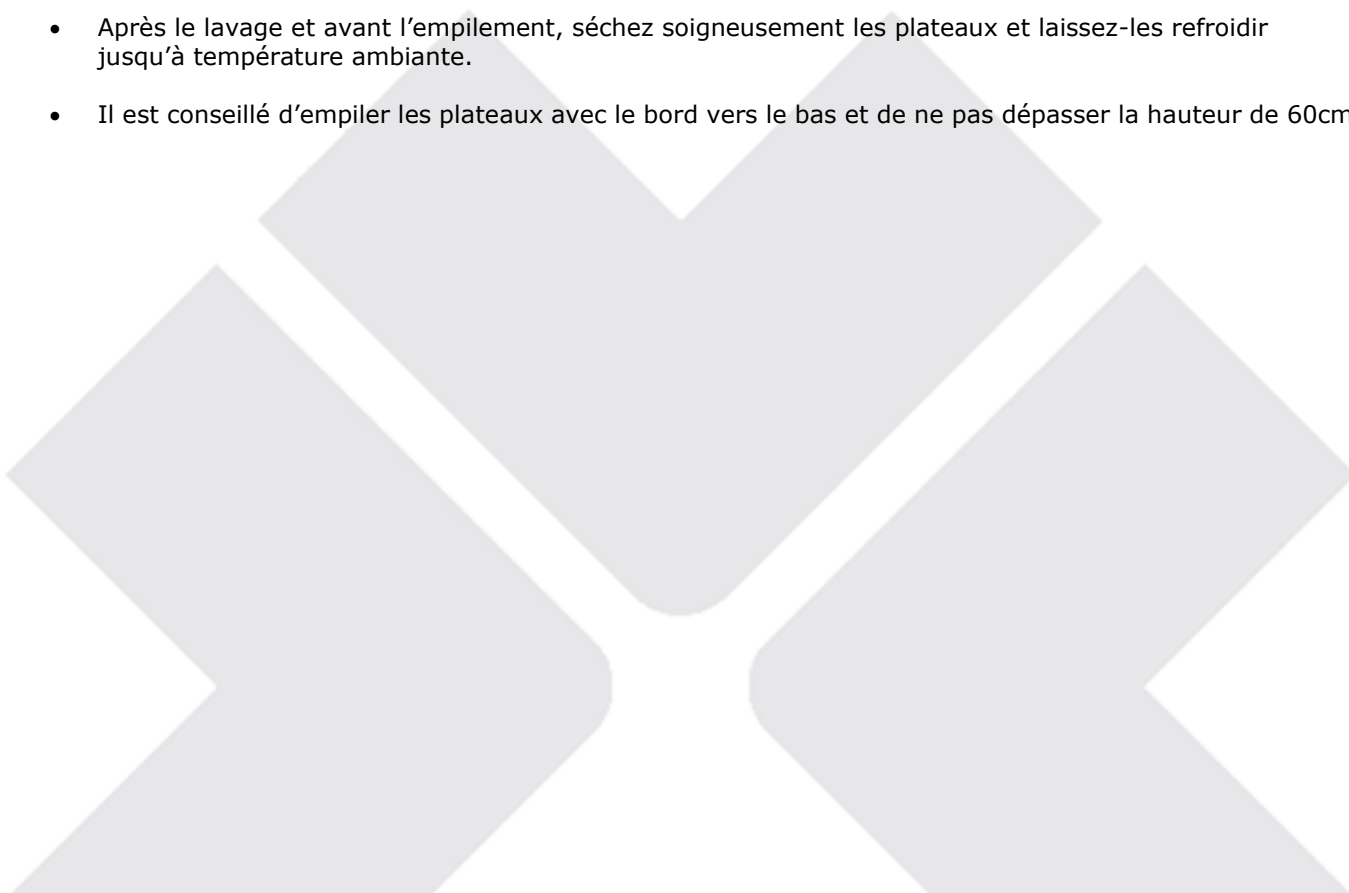 • Après le lavage et avant l’empilement, séchez soigneusement les plateaux et laissez-les refroidir
jusqu’à température ambiante.
• Il est conseillé d’empiler les plateaux avec le bord vers le bas et de ne pas dépasser la hauteur de 60cm